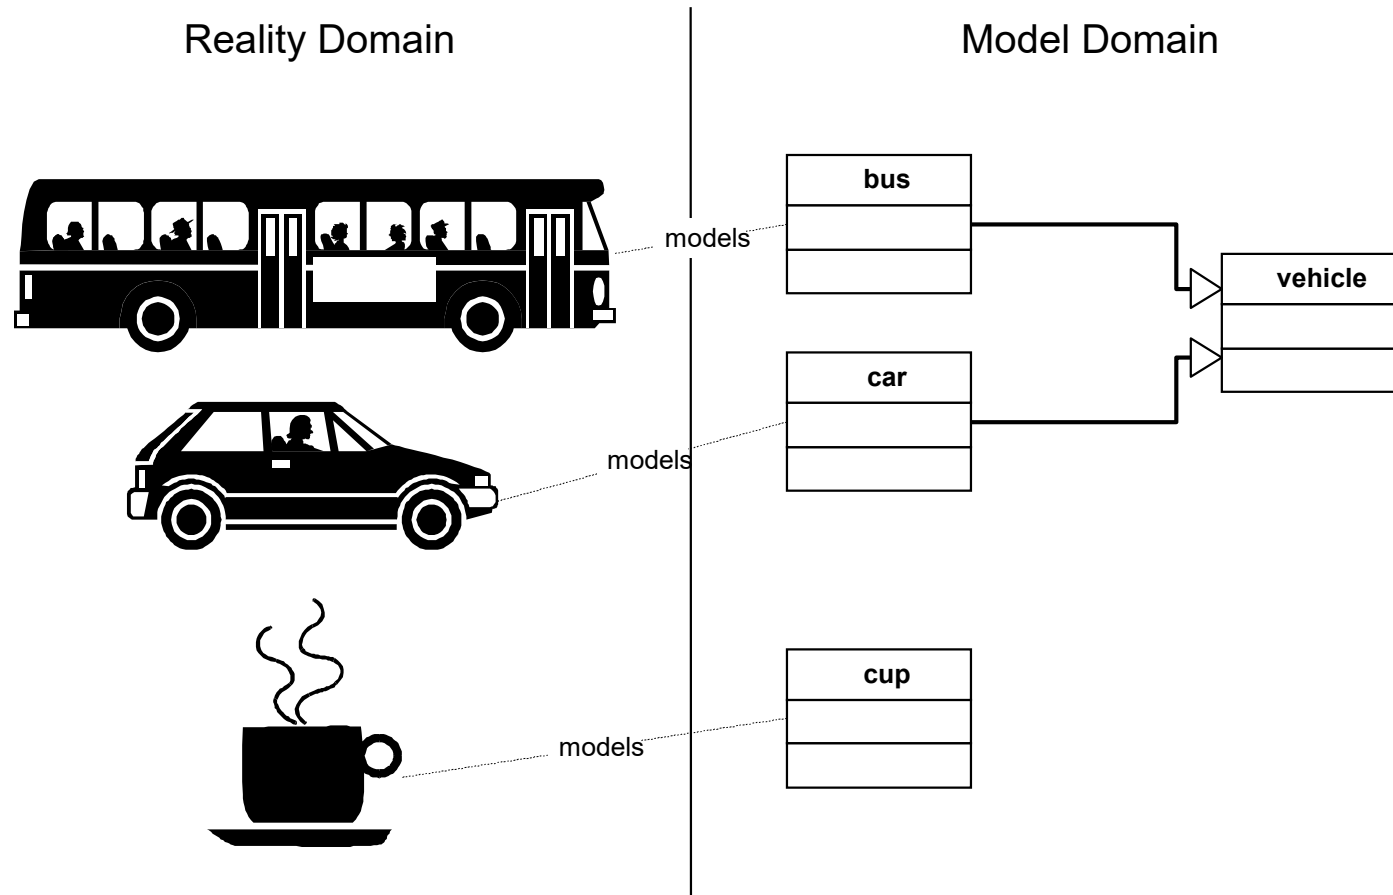 Reality Domain
Model Domain
bus
models
vehicle
car
models
cup
models